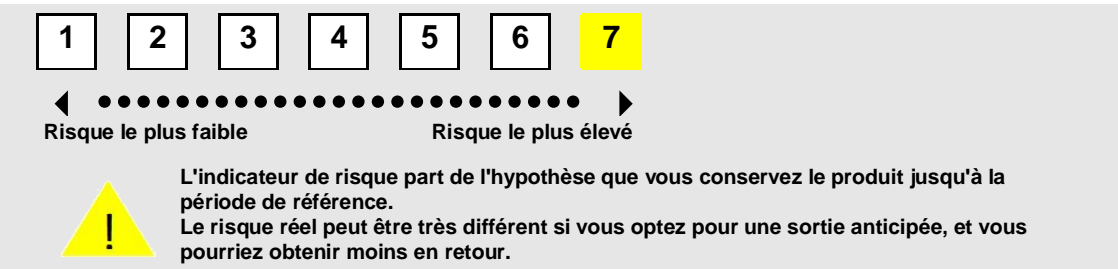 1 2 3 4 5 6 7
Risque le plus faible Risque le plus élevé
L'indicateur de risque part de l'hypothèse que vous conservez le produit jusqu'à la
période de référence.
Le risque réel peut être très différent si vous optez pour une sortie anticipée, et vous
pourriez obtenir moins en retour.
!